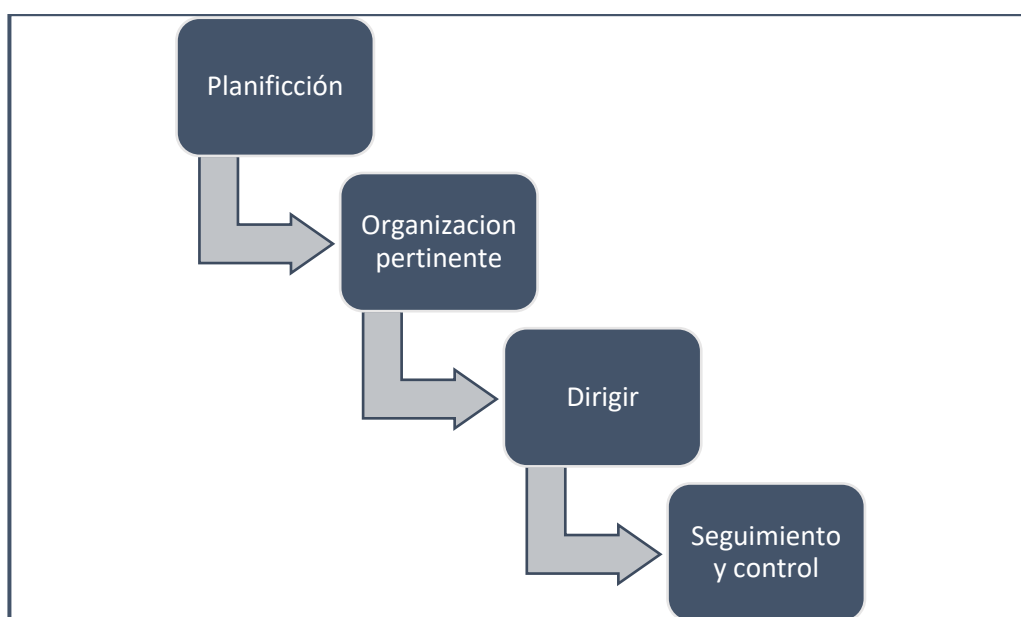 Planificción
Organizacion
pertinente
Dirigir
Seguimiento
y control